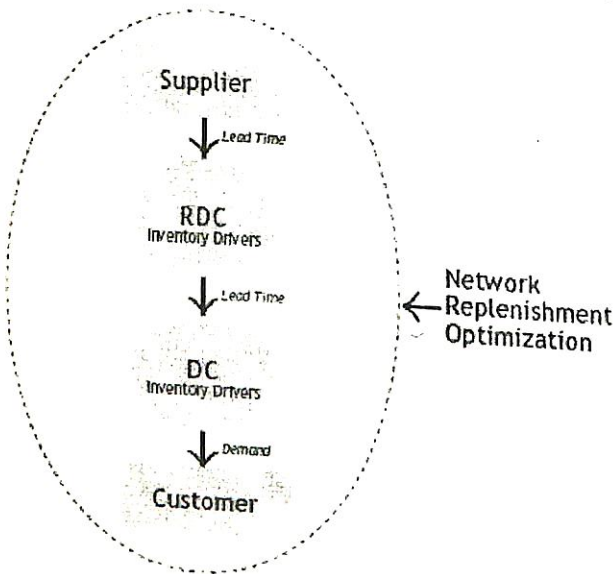 Supplier
Lead Time
RDC
Inventory Drivers
Lead Time
DC
Inventory Drivers
Demand
Customer
Network
Replenishment
Optimization